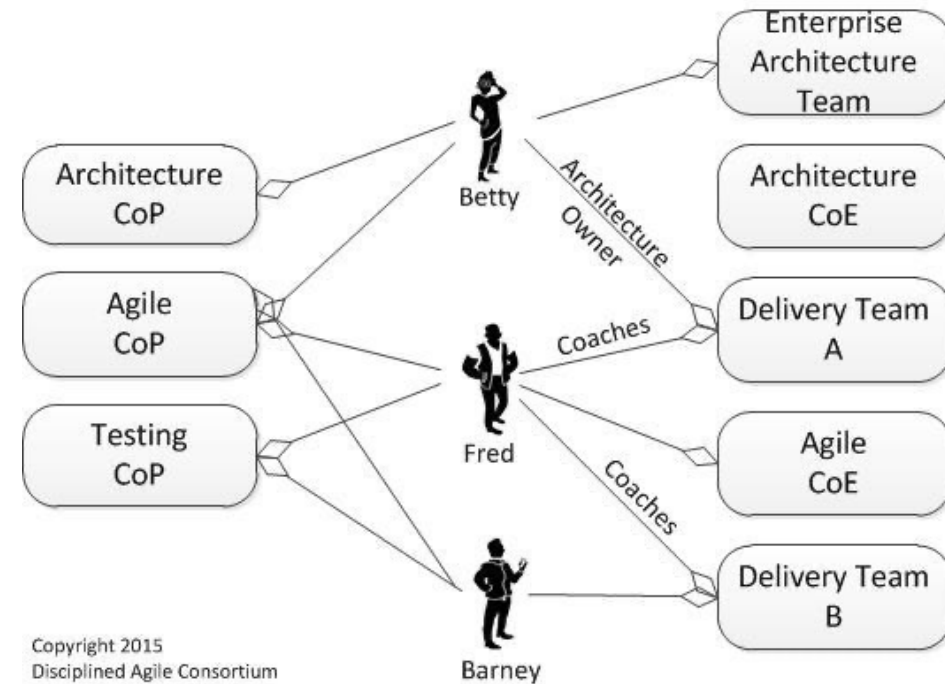 Enterprise
Architecture
Team
Architecture
CoP
Betty
Architecture
Owner
Architecture
CoE
Agile
CoP
Coaches
Delivery Team
A
Testing
CoP
Fred
Agile
CoE
Coaches
Delivery Team
B
Barney
Copyright 2015
Disciplined Agile Consortium